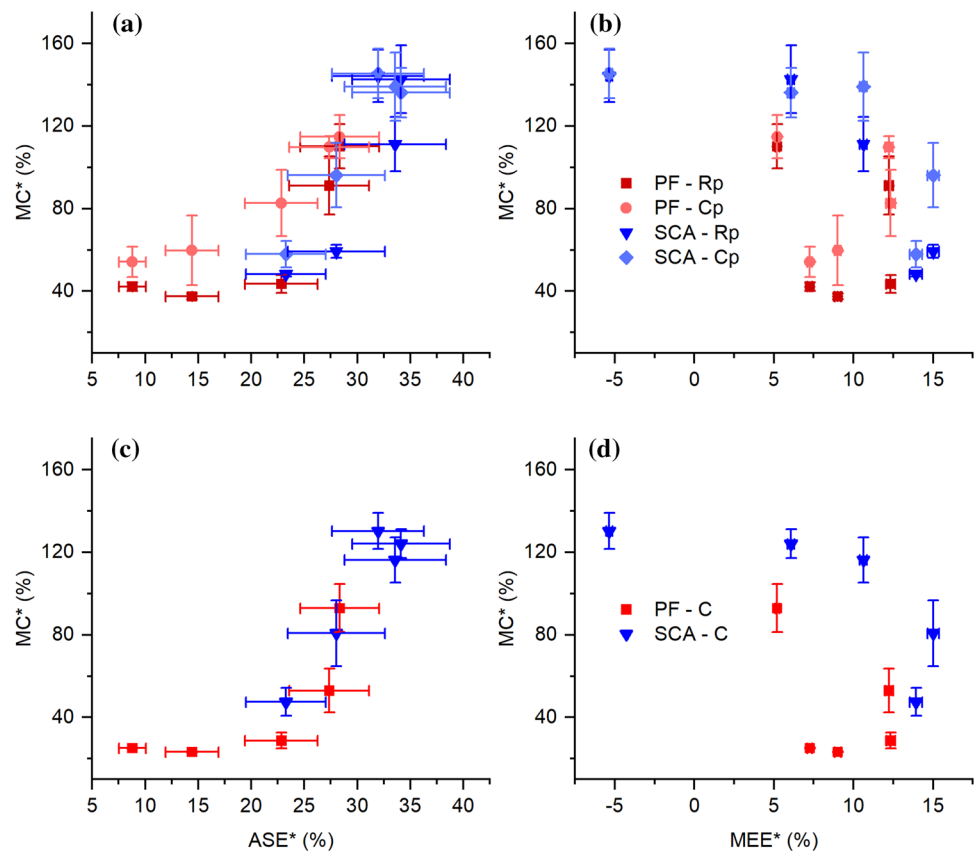 (a)
MC* (%)
160
120
80
40
5 10 15 20 25 30 35 40
(b)
MC* (%)
160
120
80
40
PF - Rp
PF - Cp
SCA - Rp
SCA - Cp
-5 0 5 10 15
(c)
MC* (%)
160
120
80
40
5 10 15 20 25 30 35 40
ASE* (%)
(d)
MC* (%)
160
120
80
40
PF - C
SCA - C
-5 0 5 10 15
MEE* (%)